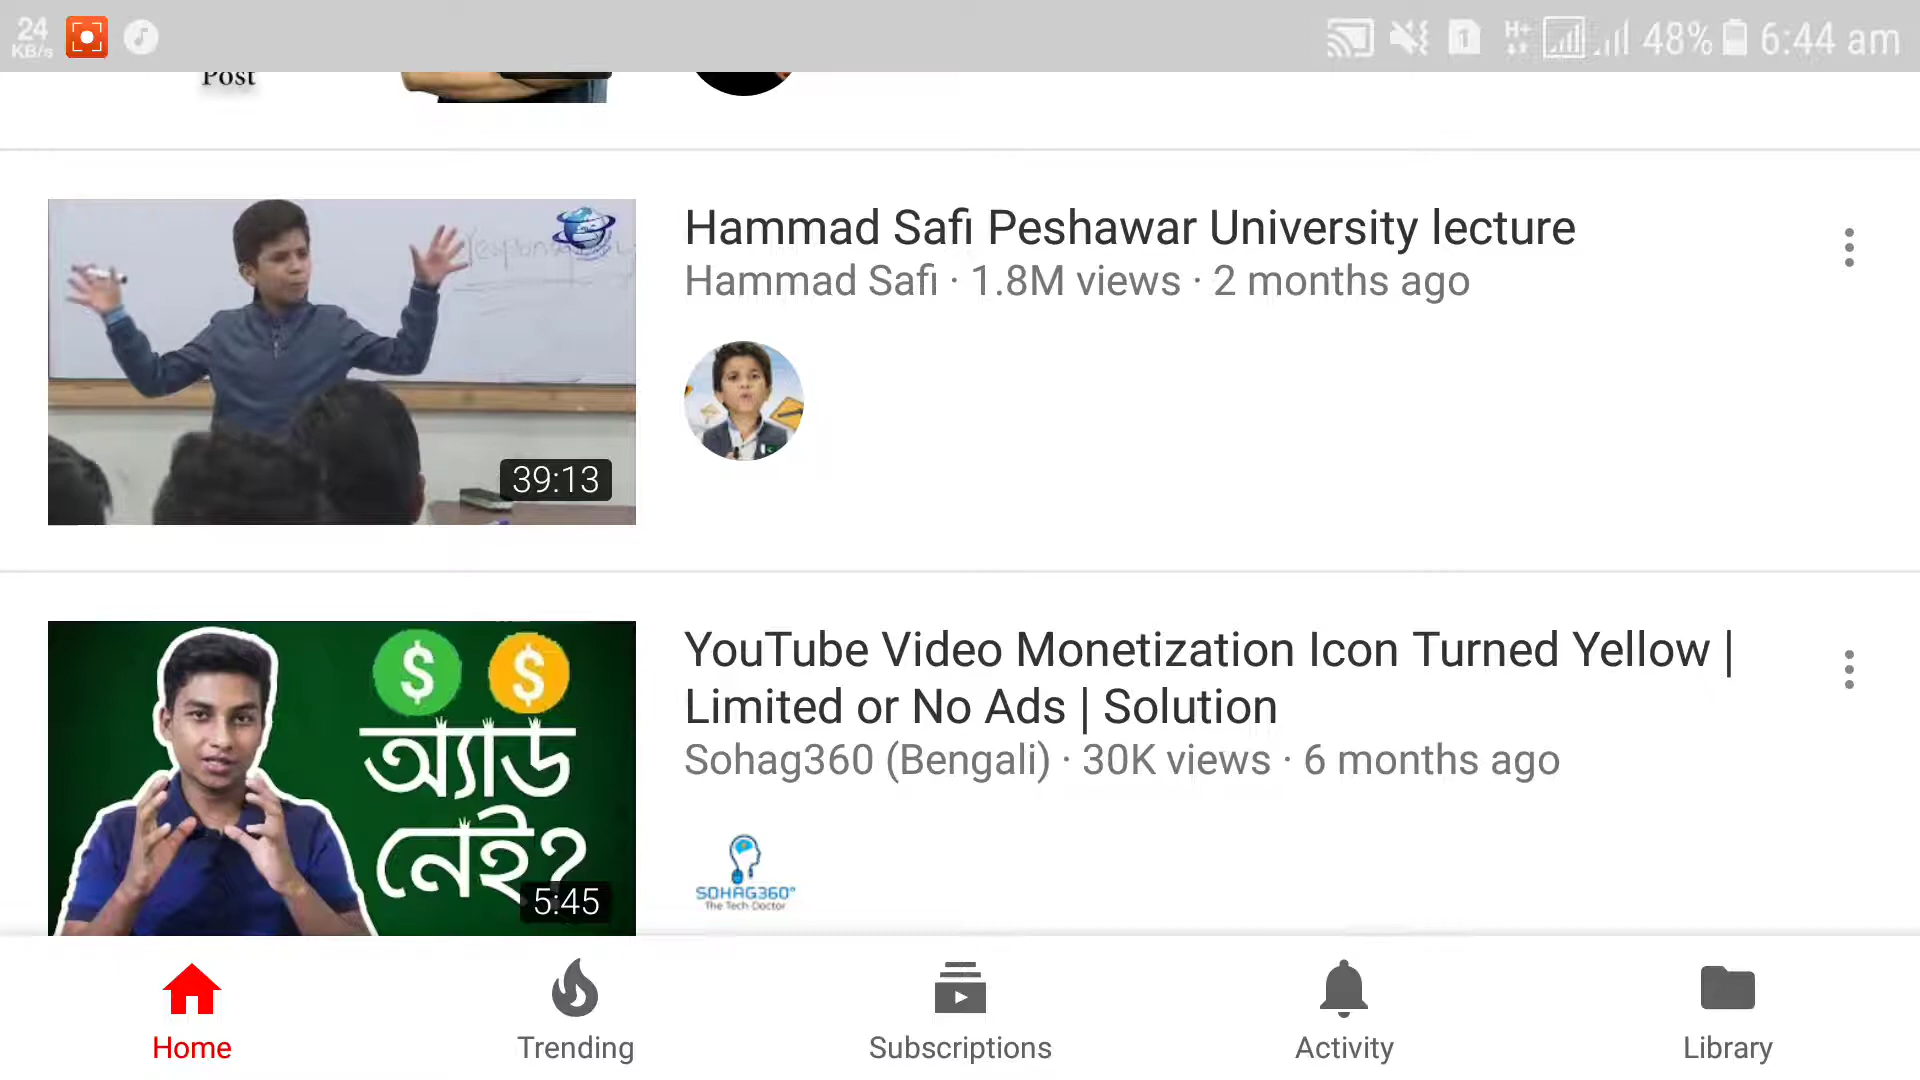 24
KB/s
1
H+
48%
6:44 am
Post
Hammad Safi Peshawar University lecture
Hammad Safi · 1.8M views · 2 months ago
39:13
YouTube Video Monetization Icon Turned Yellow |
Limited or No Ads | Solution
Sohag360 (Bengali) · 30K views · 6 months ago
$ $
অ্যাড
নেই?
5:45
SOHAG360°
The Tech-Doctor
Home
Trending
Subscriptions
Activity
Library